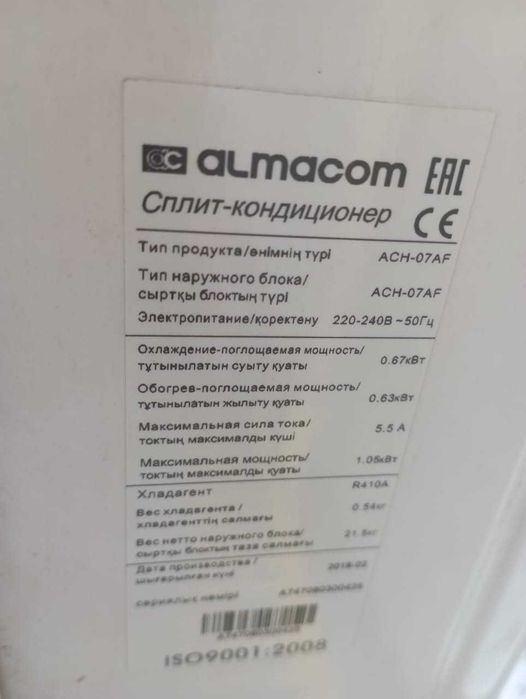 almacom EAC
Сплит-кондиционер CE
Тип продукта/өнімнің түрі ACH-07AF
Тип наружного блока/
сыртқы блоктың түрі ACH-07AF
Электропитание/қоректену 220-240В ~ 50Гц
Охлаждение-поглощаемая мощность/
тұтынылатын суыту қуаты 0.67кВт
Обогрев-поглощаемая мощность/
тұтынылатын жылыту қуаты 0.63кВт
Максимальная сила тока/
токтың максималды күші 5.5 А
Максимальная мощность/
токтың максималды қуаты 1.05кВт
Хладагент R410A
Вес хладагента /
хладагенттің салмағы 0.54кг
Вес нетто наружного блока/
сыртқы блоктың таза салмағы 21.5кг
Дата производства /
шығарылған күні
сериялық нөмірі
ISO9001:2008